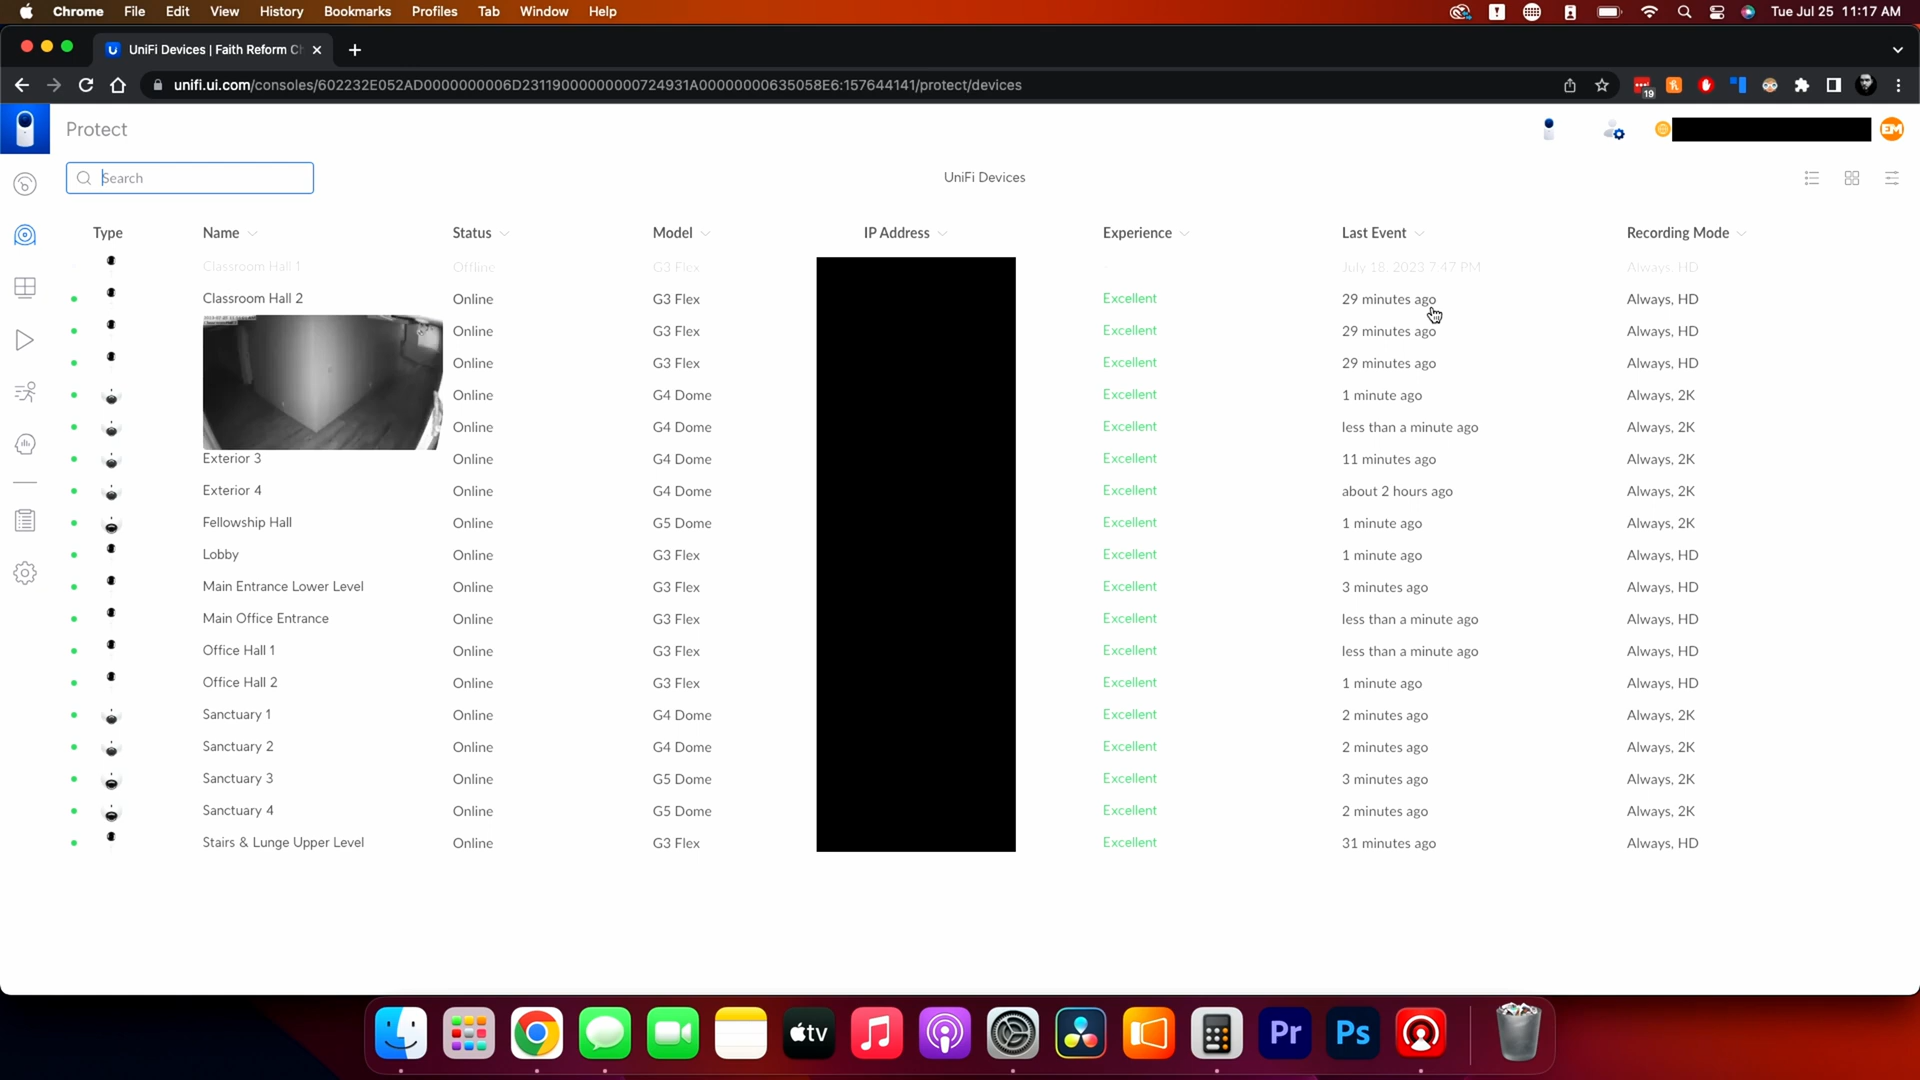 Chrome File Edit View History Bookmarks Profiles Tab Window Help Tue Jul 25 11:17 AM
UniFi Devices | Faith Reform Ch
unifi.ui.com/consoles/602232E052AD0000000006D23119000000000724931A00000000635058E6:157644141/protect/devices 19
Protect EM
Search UniFi Devices
Type Name Status Model IP Address Experience Last Event Recording Mode
Classroom Hall 1 Offline G3 Flex - July 18, 2023 7:47 PM Always, HD
Classroom Hall 2 Online G3 Flex Excellent 29 minutes ago Always, HD
Online G3 Flex Excellent 29 minutes ago Always, HD
Online G3 Flex Excellent 29 minutes ago Always, HD
Online G4 Dome Excellent 1 minute ago Always, 2K
Online G4 Dome Excellent less than a minute ago Always, 2K
Exterior 3 Online G4 Dome Excellent 11 minutes ago Always, 2K
Exterior 4 Online G4 Dome Excellent about 2 hours ago Always, 2K
Fellowship Hall Online G5 Dome Excellent 1 minute ago Always, 2K
Lobby Online G3 Flex Excellent 1 minute ago Always, HD
Main Entrance Lower Level Online G3 Flex Excellent 3 minutes ago Always, HD
Main Office Entrance Online G3 Flex Excellent less than a minute ago Always, HD
Office Hall 1 Online G3 Flex Excellent less than a minute ago Always, HD
Office Hall 2 Online G3 Flex Excellent 1 minute ago Always, HD
Sanctuary 1 Online G4 Dome Excellent 2 minutes ago Always, 2K
Sanctuary 2 Online G4 Dome Excellent 2 minutes ago Always, 2K
Sanctuary 3 Online G5 Dome Excellent 3 minutes ago Always, 2K
Sanctuary 4 Online G5 Dome Excellent 2 minutes ago Always, 2K
Stairs & Lunge Upper Level Online G3 Flex Excellent 31 minutes ago Always, HD
tv Pr Ps